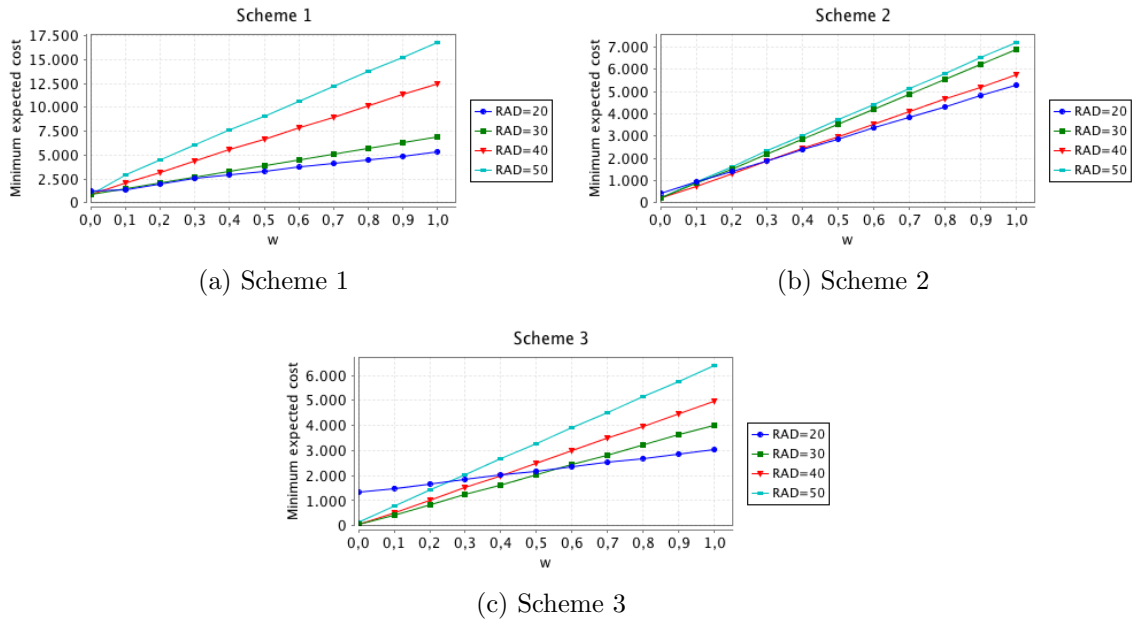 Scheme 1
Minimum expected cost
17.500
15.000
12.500
10.000
7.500
5.000
2.500
0
0,0 0,1 0,2 0,3 0,4 0,5 0,6 0,7 0,8 0,9 1,0
w
RAD=20
RAD=30
RAD=40
RAD=50
(a) Scheme 1
Scheme 2
Minimum expected cost
7.000
6.000
5.000
4.000
3.000
2.000
1.000
0
0,0 0,1 0,2 0,3 0,4 0,5 0,6 0,7 0,8 0,9 1,0
w
RAD=20
RAD=30
RAD=40
RAD=50
(b) Scheme 2
Scheme 3
Minimum expected cost
6.000
5.000
4.000
3.000
2.000
1.000
0
0,0 0,1 0,2 0,3 0,4 0,5 0,6 0,7 0,8 0,9 1,0
w
RAD=20
RAD=30
RAD=40
RAD=50
(c) Scheme 3